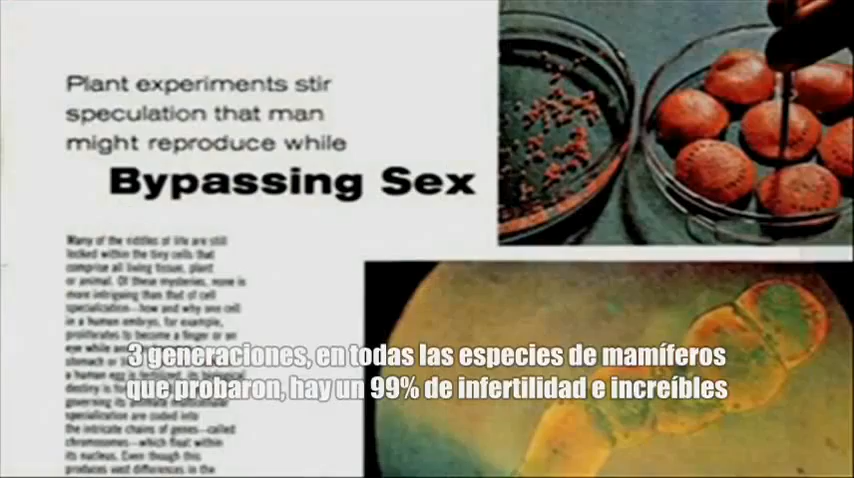 Plant experiments stir
speculation that man
might reproduce while
Bypassing Sex
Many of the riddles of life are still
locked within the tiny cells that
comprise all living tissue, plant
or animal. Of these mysteries, none is
more intriguing than that of cell
specialization—how and why one cell
in a human embryo, for example,
proliferates to become a finger or an
eye while
stomach or
a human egg is its biological
destiny is
governing its
specialization are coded into
the intricate chains of genes—called
chromosomes—which float within
its nucleus. Even though this
produces vast differences in the
3 generaciones, en todas las especies de mamíferos
que probaron, hay un 99% de infertilidad e increíbles